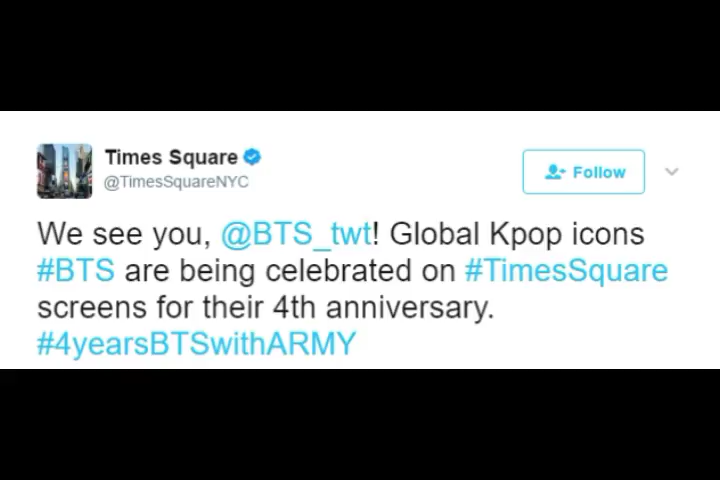 Times Square
@TimesSquareNYC
Follow
We see you, @BTS_twt! Global Kpop icons
#BTS are being celebrated on #TimesSquare
screens for their 4th anniversary.
#4yearsBTSwithARMY